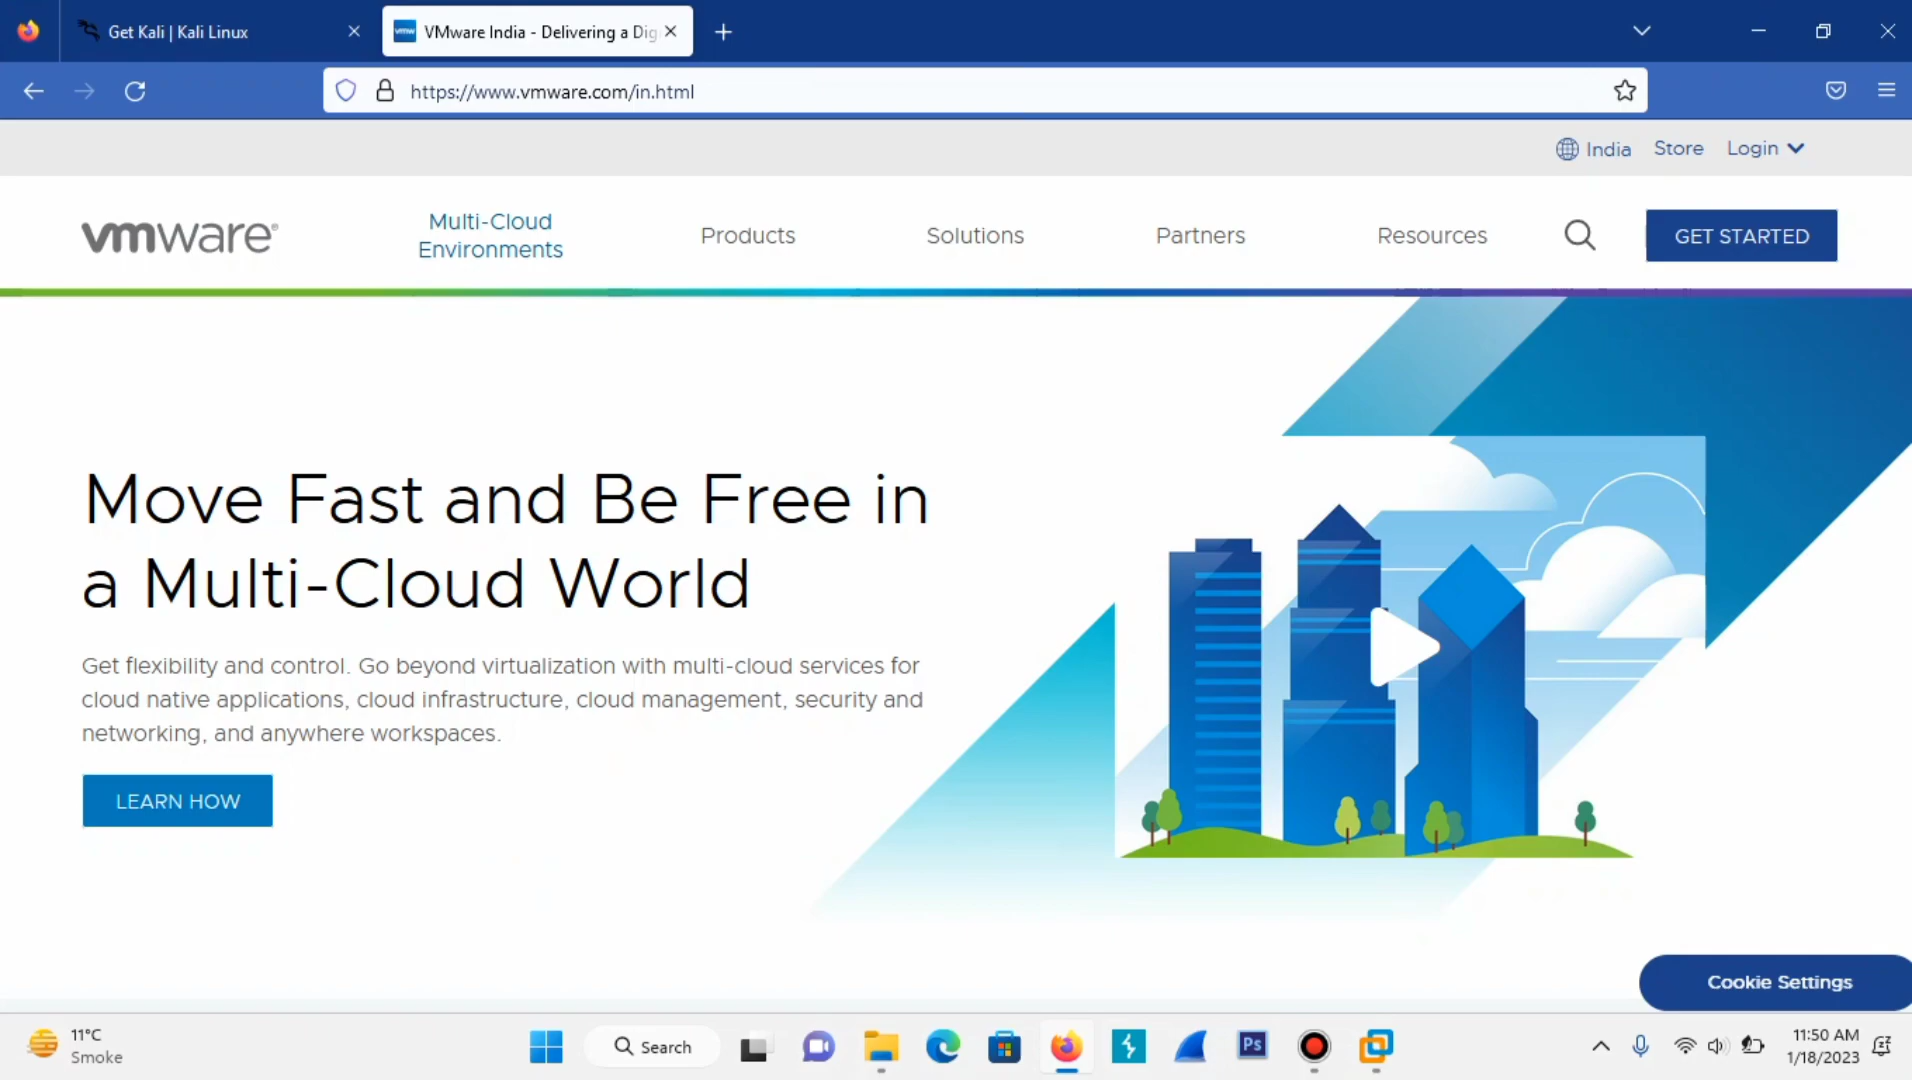 Get Kali | Kali Linux
VMware India - Delivering a Dig
https://www.vmware.com/in.html
India
Store
Login
vmware®
Multi-Cloud
Environments
Products
Solutions
Partners
Resources
GET STARTED
Move Fast and Be Free in
a Multi-Cloud World
Get flexibility and control. Go beyond virtualization with multi-cloud services for
cloud native applications, cloud infrastructure, cloud management, security and
networking, and anywhere workspaces.
LEARN HOW
Cookie Settings
11°C
Smoke
Search
Ps
11:50 AM
1/18/2023